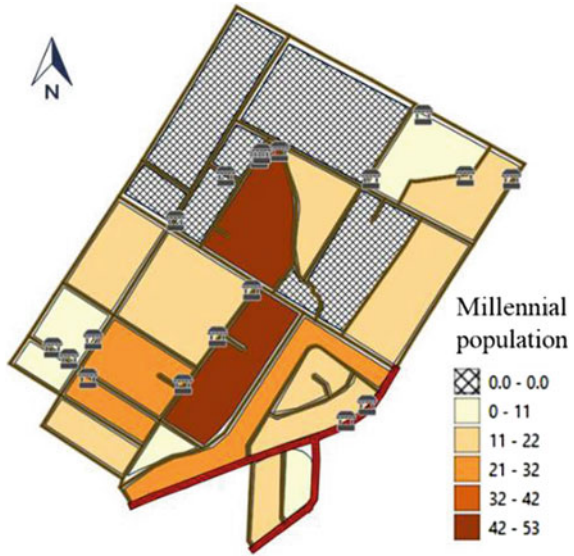 N
Millennial
population
0.0 - 0.0
0 - 11
11 - 22
21 - 32
32 - 42
42 - 53